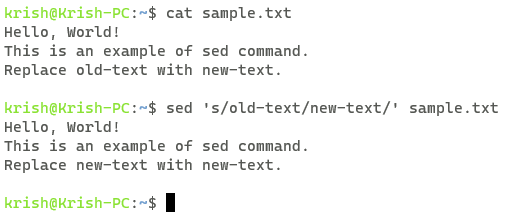 krish@Krish-PC:~$ cat sample.txt
Hello, World!
This is an example of sed command.
Replace old-text with new-text.
krish@Krish-PC:~$ sed 's/old-text/new-text/' sample.txt
Hello, World!
This is an example of sed command.
Replace new-text with new-text.
krish@Krish-PC:~$